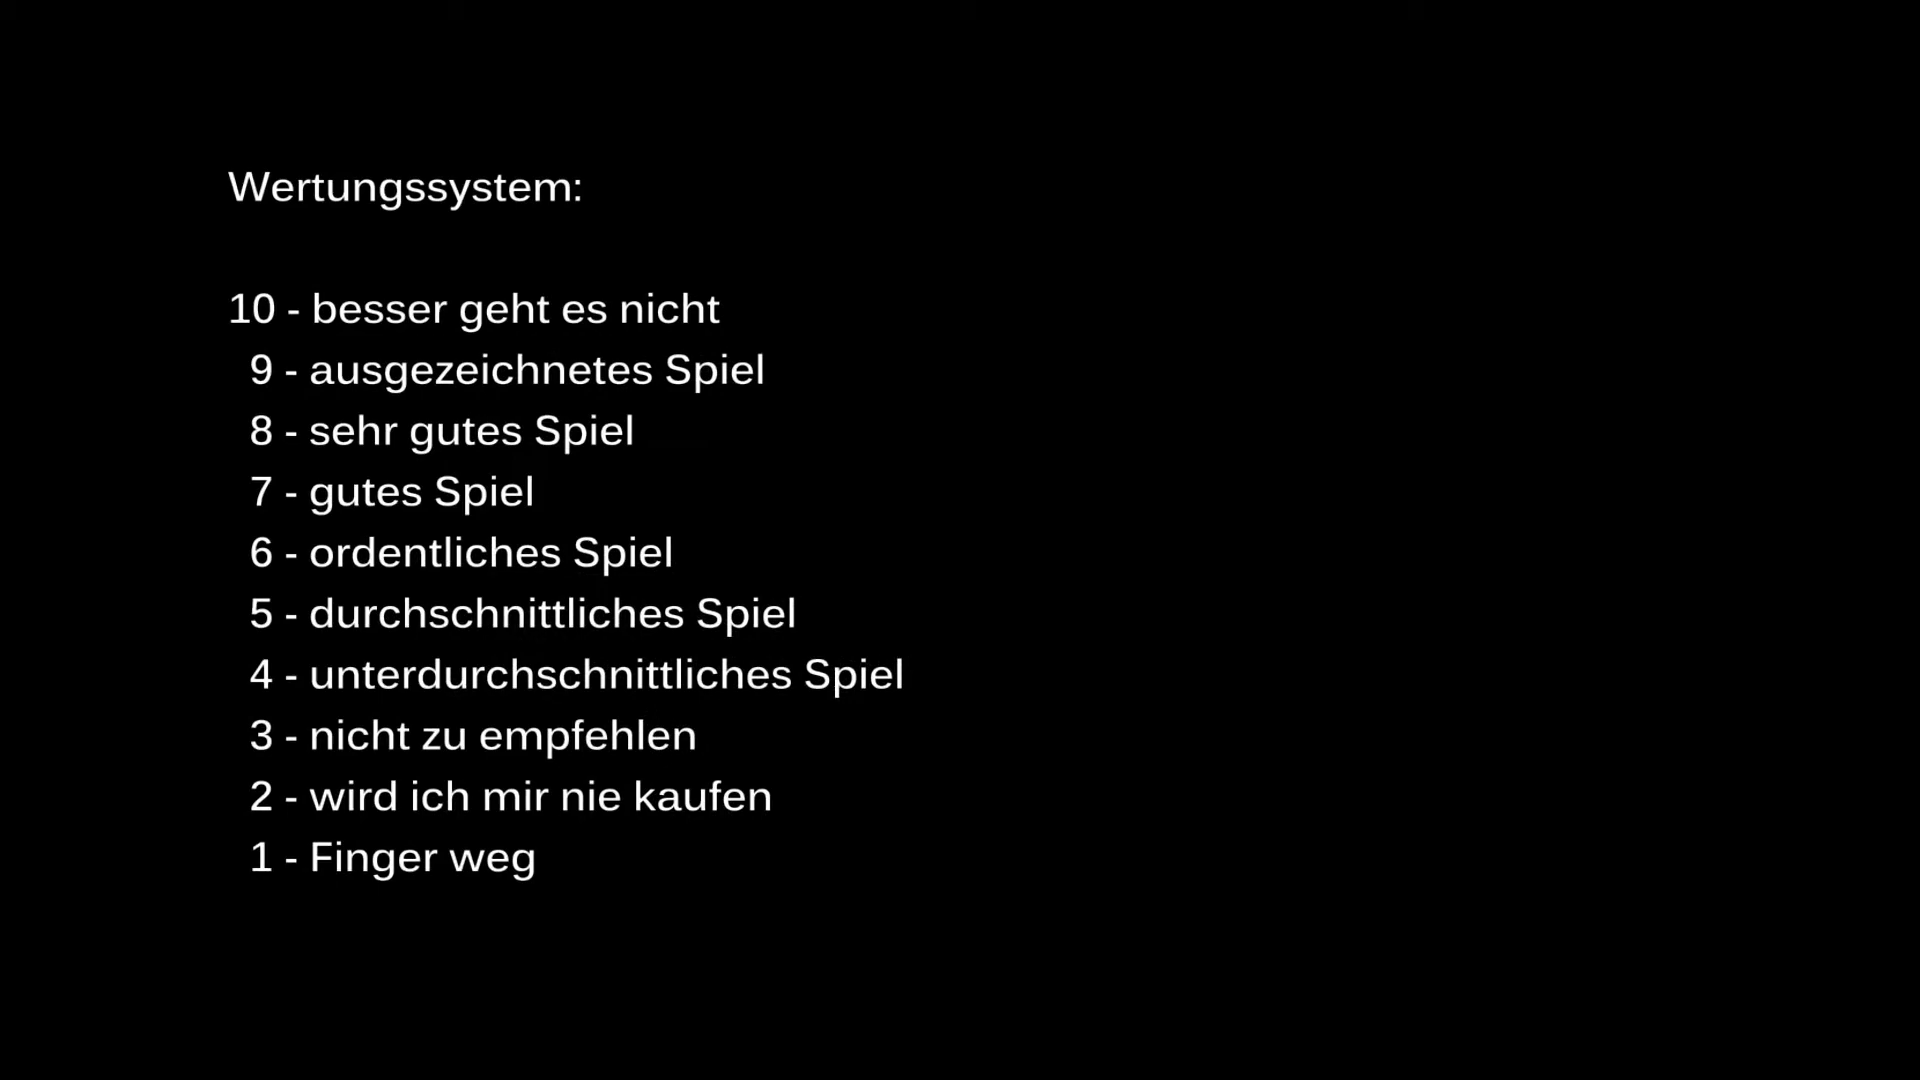 Wertungssystem:
10 - besser geht es nicht
9 - ausgezeichnetes Spiel
8 - sehr gutes Spiel
7 - gutes Spiel
6 - ordentliches Spiel
5 - durchschnittliches Spiel
4 - unterdurchschnittliches Spiel
3 - nicht zu empfehlen
2 - wird ich mir nie kaufen
1 - Finger weg